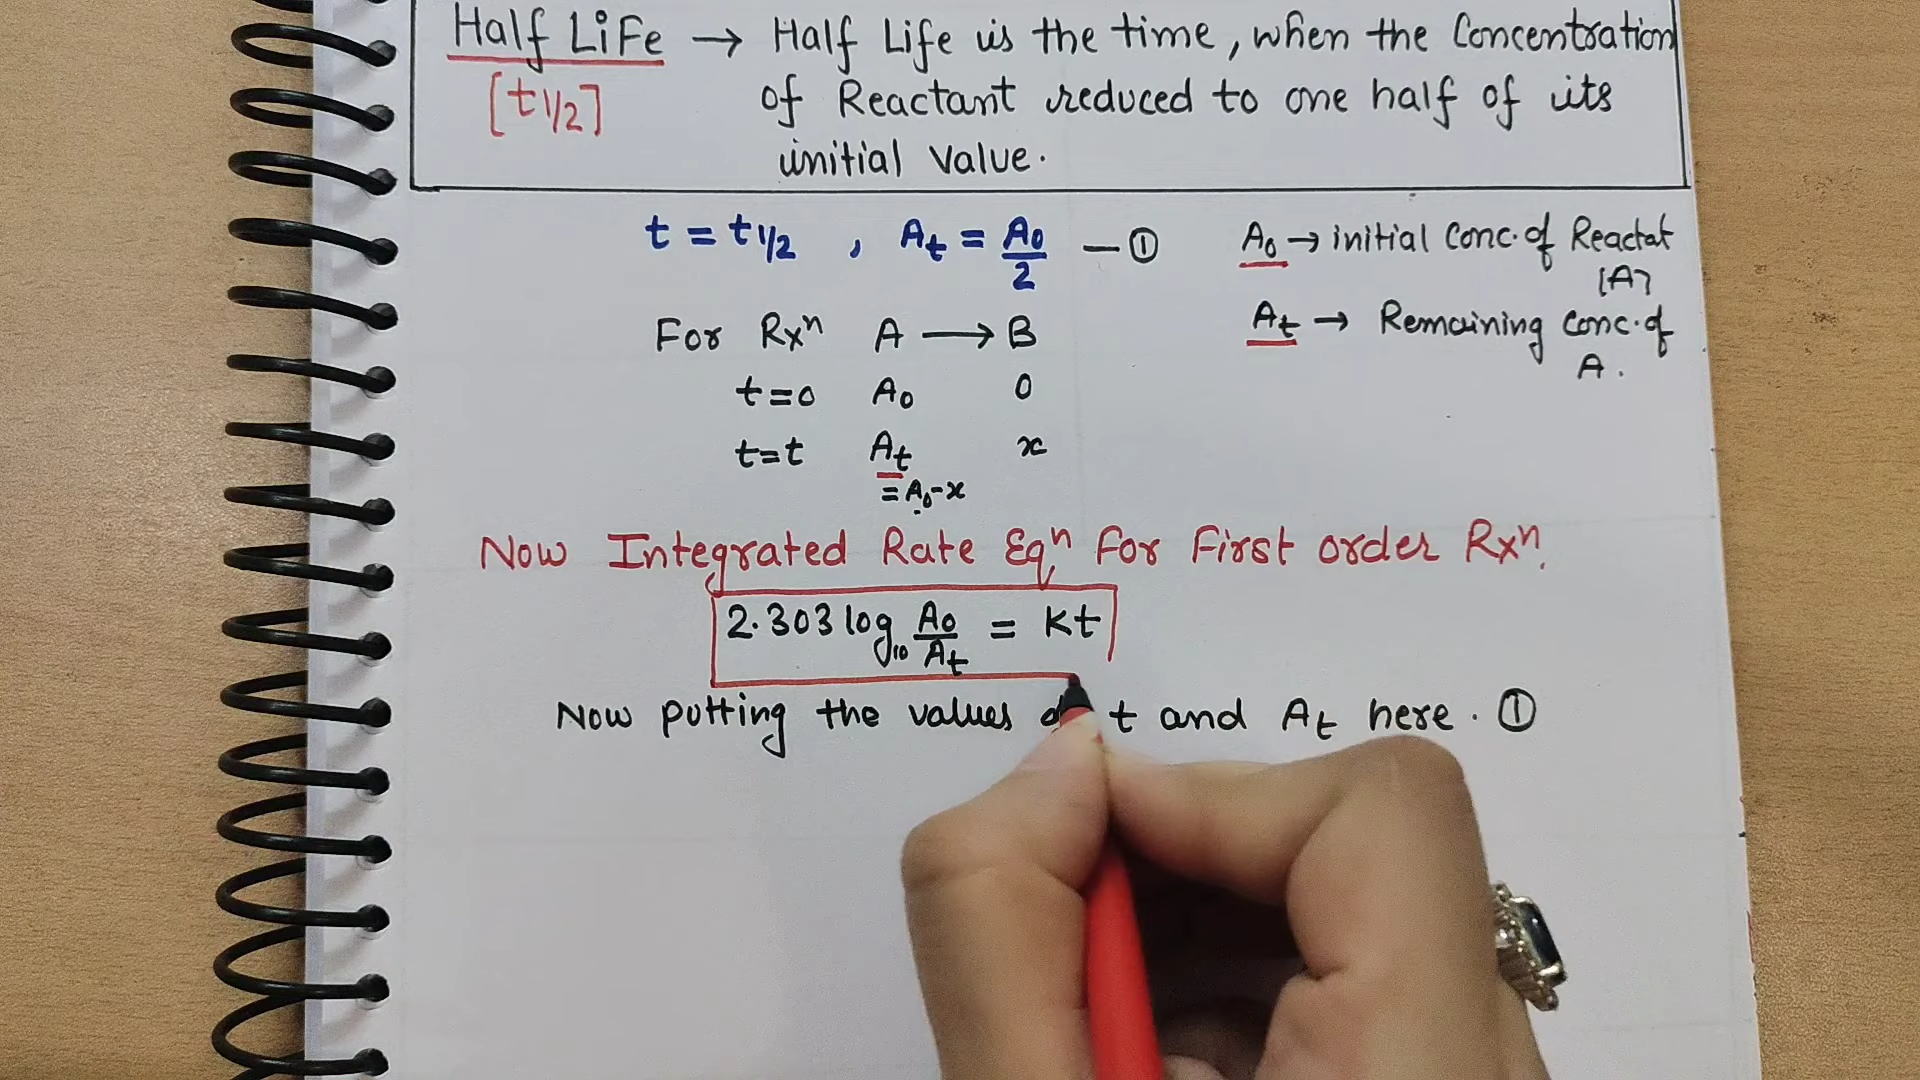 Half Life → Half Life is the time, when the Concentration
[t1/2] of Reactant reduced to one half of its
initial value.
t = t1/2 , At = A0/2 — ①
A0 → initial Conc. of Reactat
[A]
At → Remaining Conc. of
A.
For Rxⁿ A ⟶ B
t=0 A0 0
t=t At x
= A0-x
Now Integrated Rate Eqⁿ For First order Rxⁿ.
2.303 log10 A0/At = Kt
Now putting the values t and At here. ①